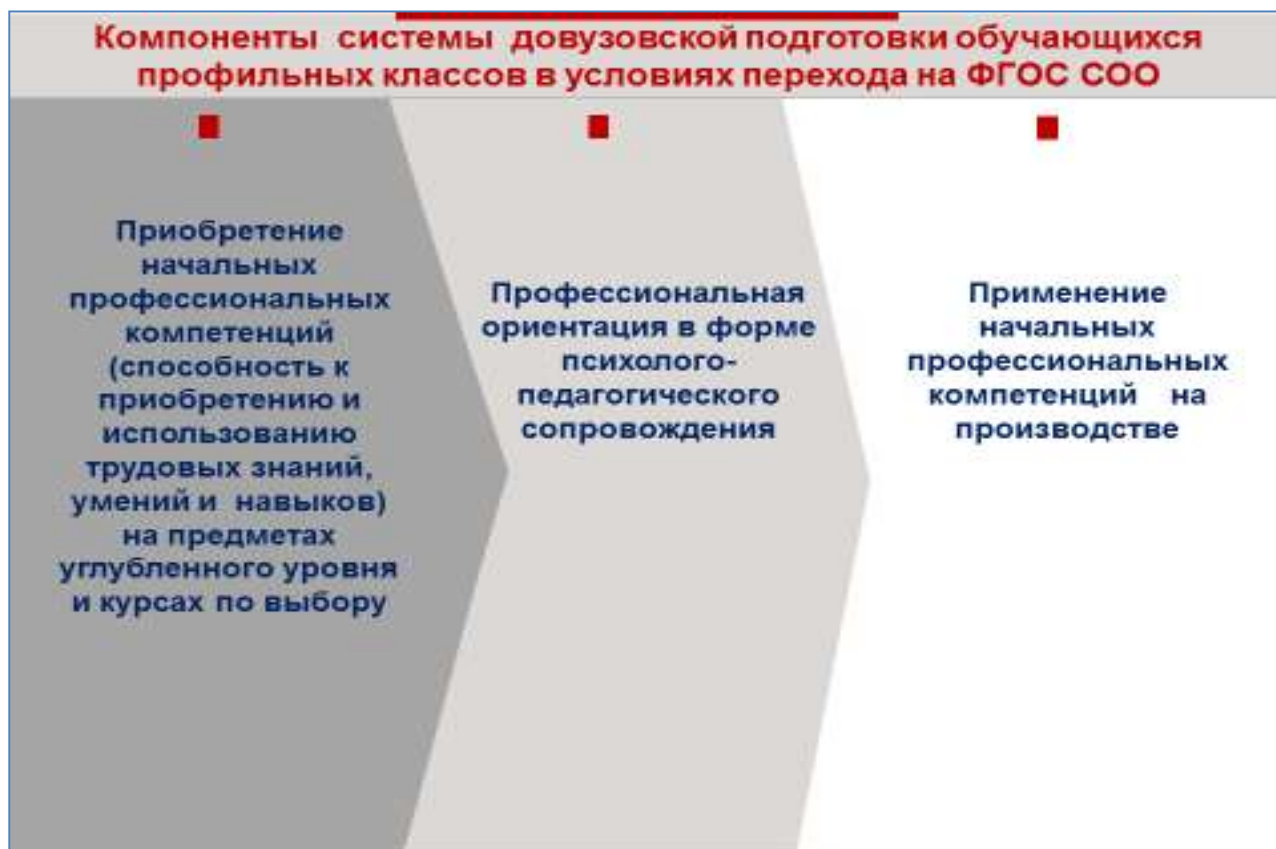 Компоненты системы довузовской подготовки обучающихся
профильных классов в условиях перехода на ФГОС СОО
Приобретение
начальных
профессиональных
компетенций
(способность к
приобретению и
использованию
трудовых знаний,
умений и навыков)
на предметах
углубленного уровня
и курсах по выбору
Профессиональная
ориентация в форме
психолого-
педагогического
сопровождения
Применение
начальных
профессиональных
компетенций на
производстве